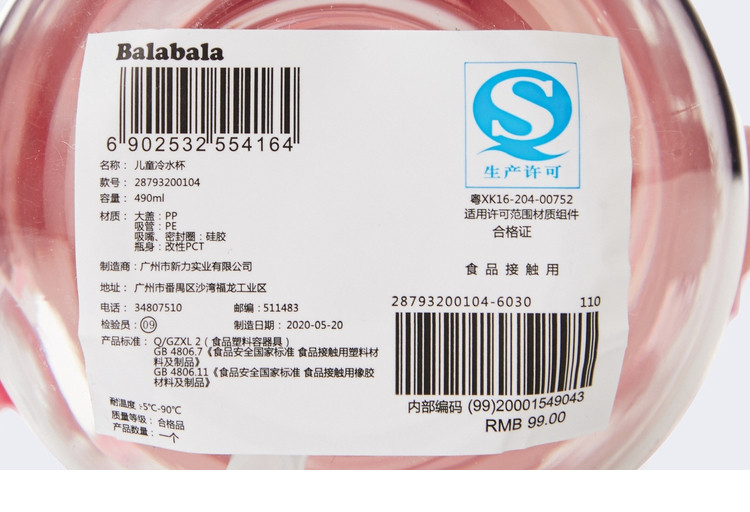 Balabala
6 902532 554164
名称： 儿童冷水杯
款号： 28793200104
容量： 490ml
材质： 大盖：PP
吸管：PE
吸嘴、密封圈：硅胶
瓶身：改性PCT
制造商：广州市新力实业有限公司
地址： 广州市番禺区沙湾福龙工业区
电话： 34807510 邮编：511483
检验员：09 制造日期： 2020-05-20
产品标准： Q/GZXL 2（食品塑料容器具）
GB 4806.7《食品安全国家标准 食品接触用塑料材
料及制品》
GB 4806.11《食品安全国家标准 食品接触用橡胶
材料及制品》
耐温度：-5℃-90℃
质量等级：合格品
产品数量：一个
S
生产许可
粤XK16-204-00752
适用许可范围材质组件
合格证
食品接触用
28793200104-6030 110
内部编码 (99)20001549043
RMB 99.00